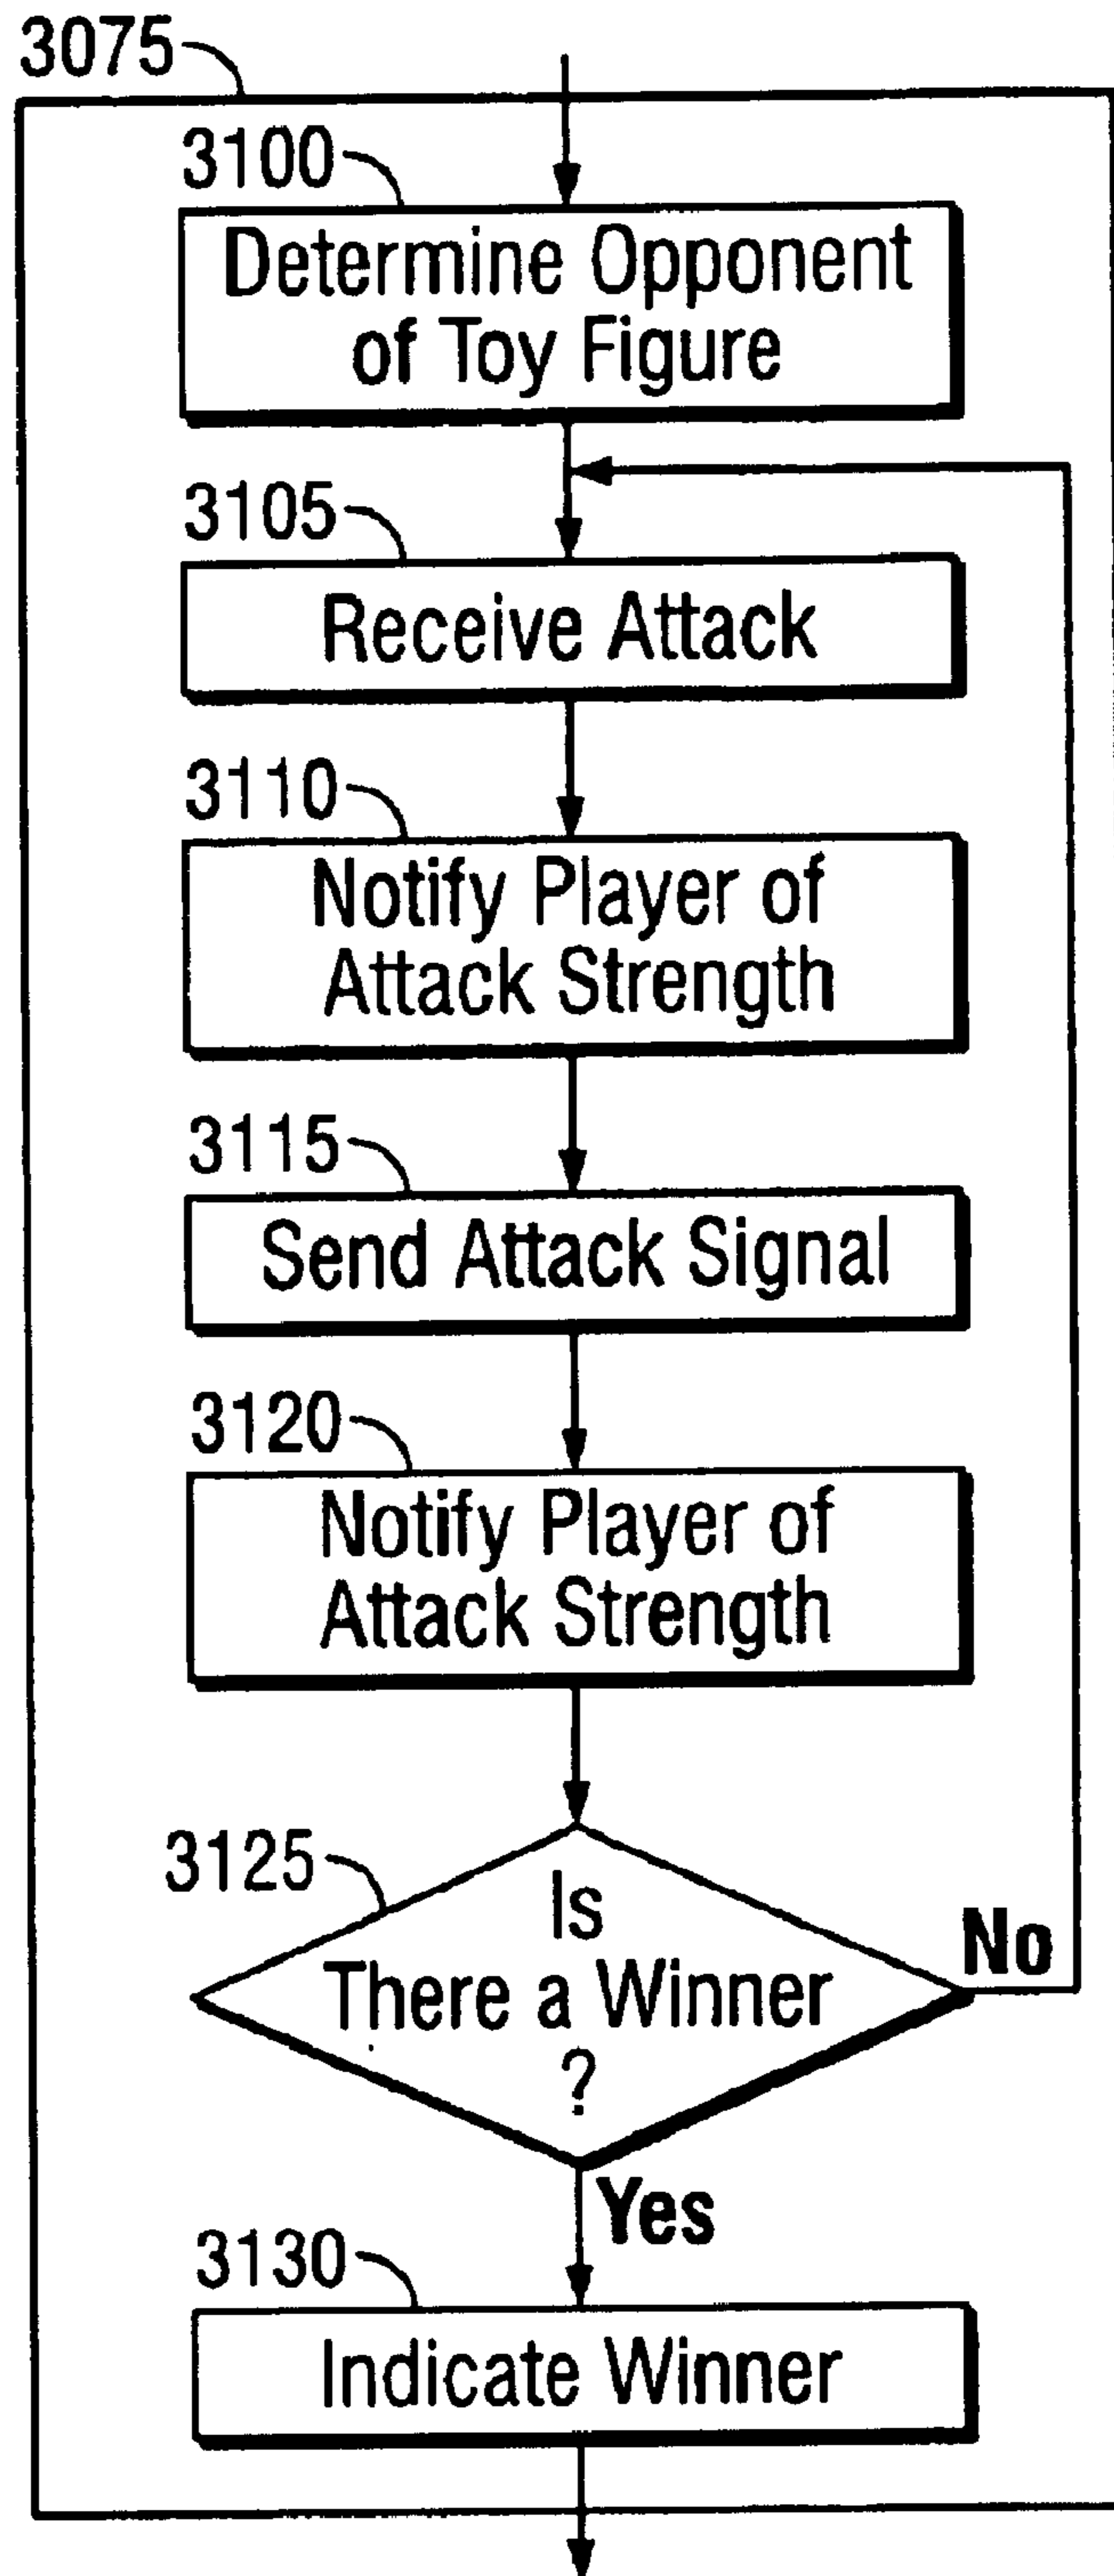 3075
3100
Determine Opponent
of Toy Figure
3105
Receive Attack
3110
Notify Player of
Attack Strength
3115
Send Attack Signal
3120
Notify Player of
Attack Strength
3125
Is
There a Winner
?
No
Yes
3130
Indicate Winner